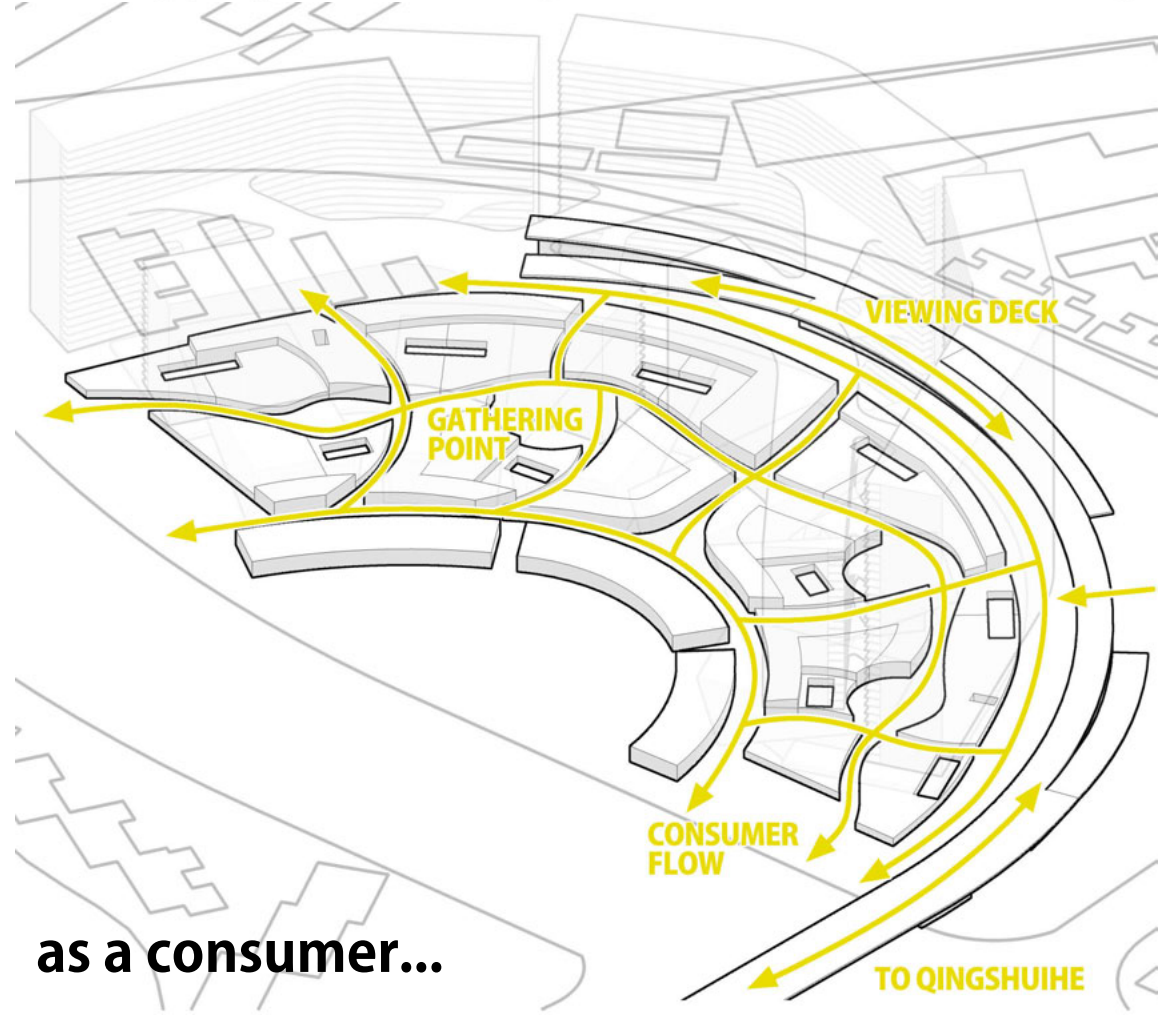 VIEWING DECK
GATHERING
POINT
CONSUMER
FLOW
as a consumer...
TO QINGSHUIHE